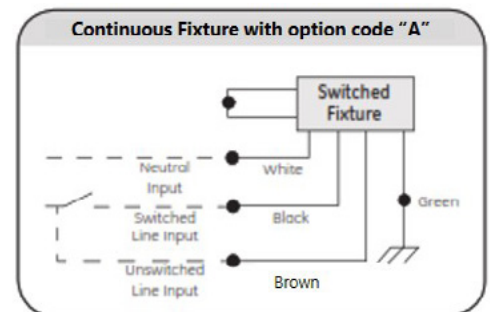 Continuous Fixture with option code "A"
Switched
Fixture
Neutral
Input
White
Switched
Line Input
Black
Green
Unswitched
Line Input
Brown